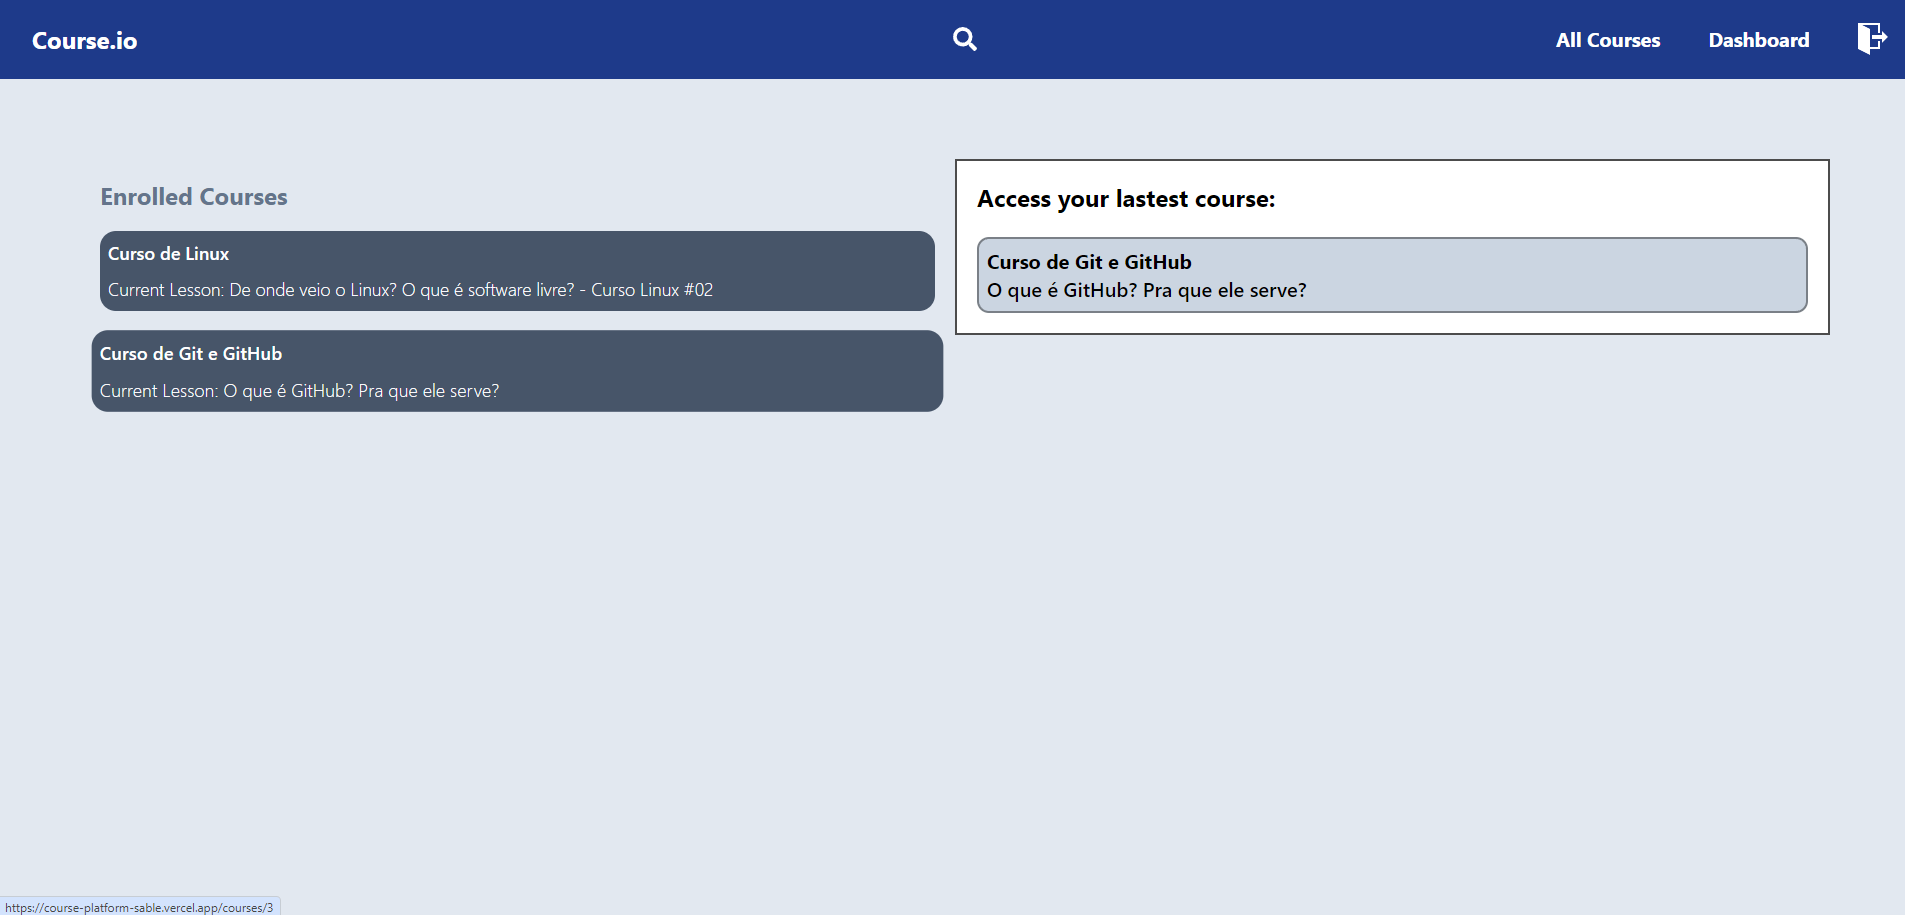 Course.io
All Courses
Dashboard
Enrolled Courses
Curso de Linux
Current Lesson: De onde veio o Linux? O que é software livre? - Curso Linux #02
Curso de Git e GitHub
Current Lesson: O que é GitHub? Pra que ele serve?
Access your lastest course:
Curso de Git e GitHub
O que é GitHub? Pra que ele serve?
https://course-platform-sable.vercel.app/courses/3